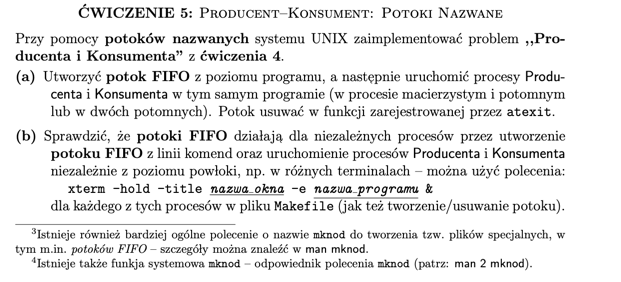 ĆWICZENIE 5: PRODUCENT–KONSUMENT: POTOKI NAZWANE
Przy pomocy potoków nazwanych systemu UNIX zaimplementować problem ,,Pro-
ducenta i Konsumenta” z ćwiczenia 4.
(a) Utworzyć potok FIFO z poziomu programu, a następnie uruchomić procesy Produ-
centa i Konsumenta w tym samym programie (w procesie macierzystym i potomnym
lub w dwóch potomnych). Potok usuwać w funkcji zarejestrowanej przez atexit.
(b) Sprawdzić, że potoki FIFO działają dla niezależnych procesów przez utworzenie
potoku FIFO z linii komend oraz uruchomienie procesów Producenta i Konsumenta
niezależnie z poziomu powłoki, np. w różnych terminalach – można użyć polecenia:
xterm -hold -title nazwa_okna -e nazwa_programu &
dla każdego z tych procesów w pliku Makefile (jak też tworzenie/usuwanie potoku).
3Istnieje również bardziej ogólne polecenie o nazwie mknod do tworzenia tzw. plików specjalnych, w
tym m.in. potoków FIFO – szczegóły można znaleźć w man mknod.
4Istnieje także funkja systemowa mknod – odpowiednik polecenia mknod (patrz: man 2 mknod).